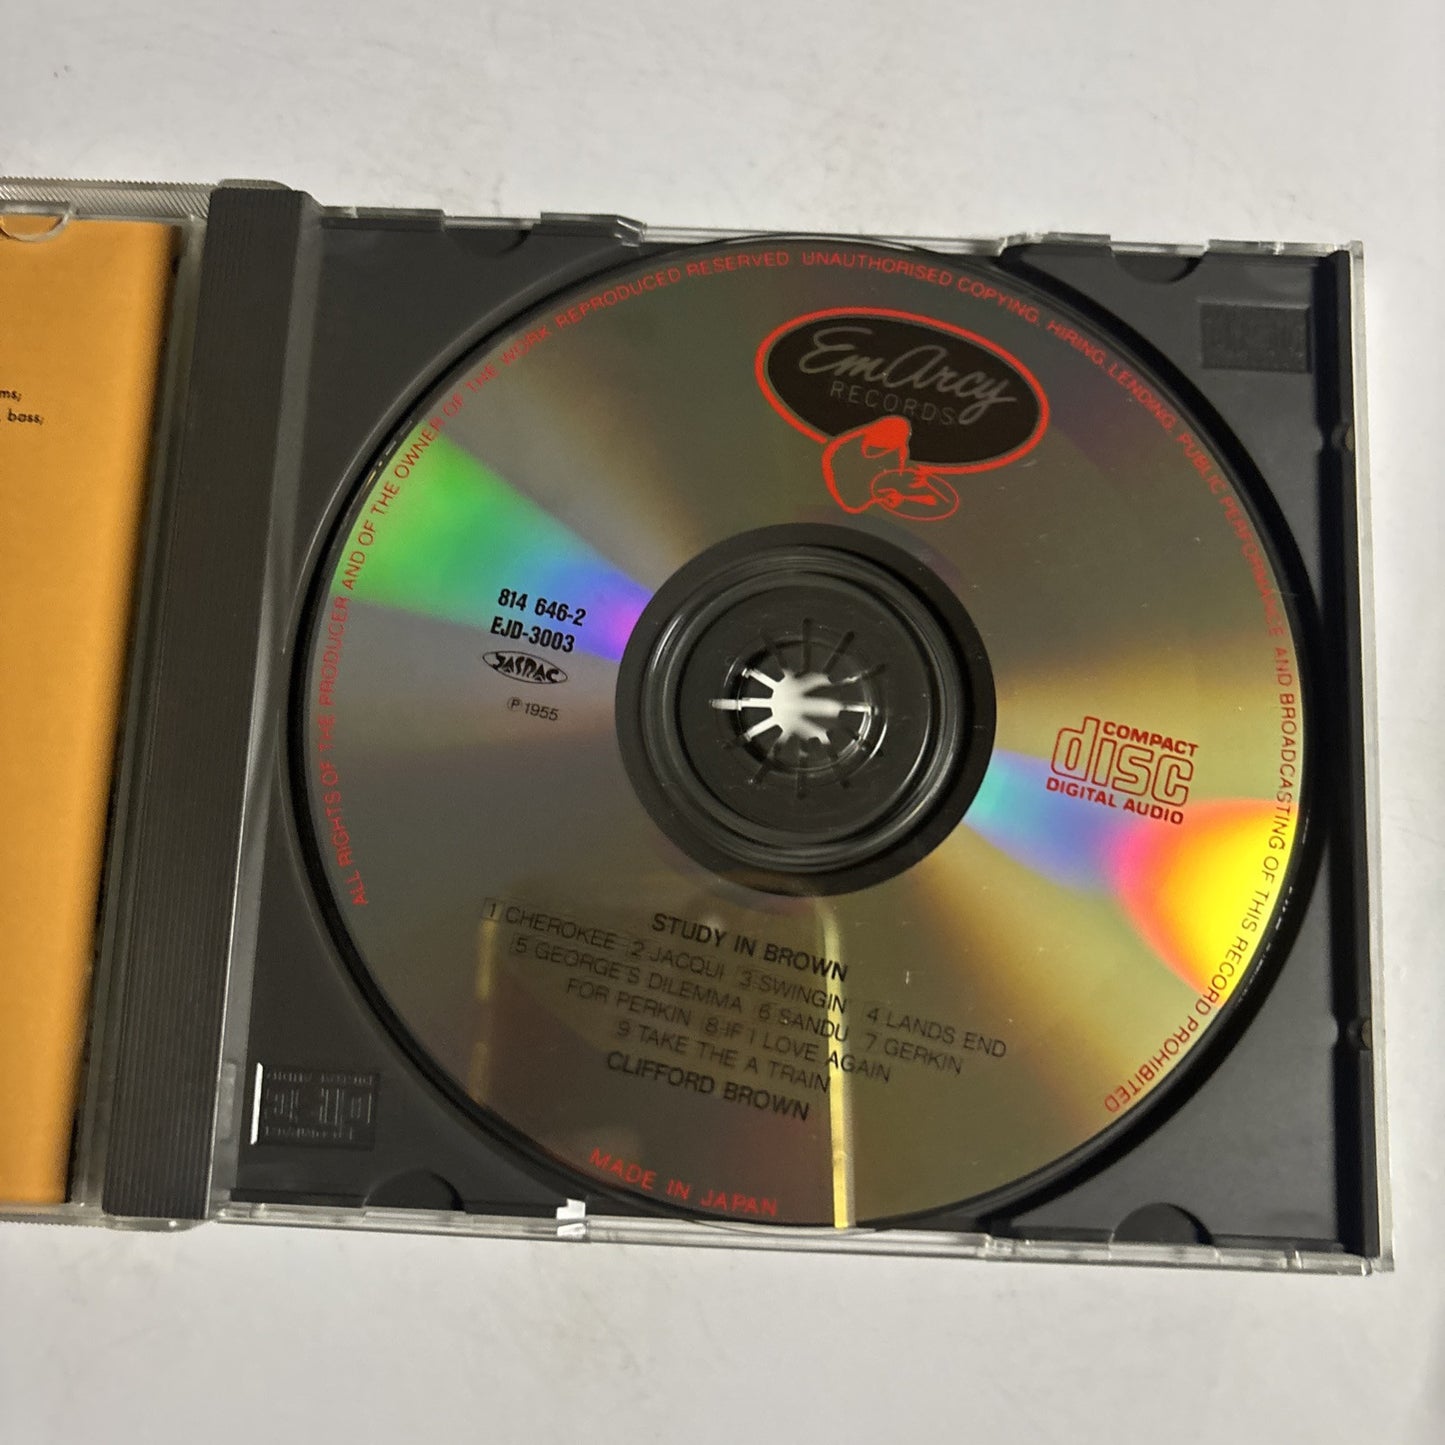 ms;
bass;
ALL RIGHTS OF THE PRODUCER AND OF THE OWNER OF THE WORK REPRODUCED RESERVED. UNAUTHORISED COPYING, HIRING, LENDING, PUBLIC PERFORMANCE AND BROADCASTING OF THIS RECORD PROHIBITED
EmArcy
RECORDS
814 646-2
EJD-3003
JASRAC
℗ 1955
COMPACT
disc
DIGITAL AUDIO
STUDY IN BROWN
1 CHEROKEE 2 JACQUI 3 SWINGIN' 4 LANDS END
5 GEORGE'S DILEMMA 6 SANDU 7 GERKIN
FOR PERKIN 8 IF I LOVE AGAIN
9 TAKE THE A TRAIN
CLIFFORD BROWN
MADE IN JAPAN